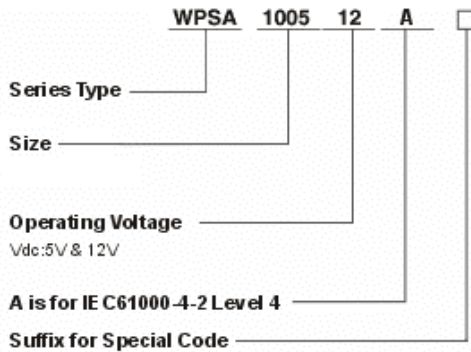 WPSA 1005 12 A
Series Type
Size
Operating Voltage
Vdc:5V & 12V
A is for IEC61000-4-2 Level 4
Suffix for Special Code